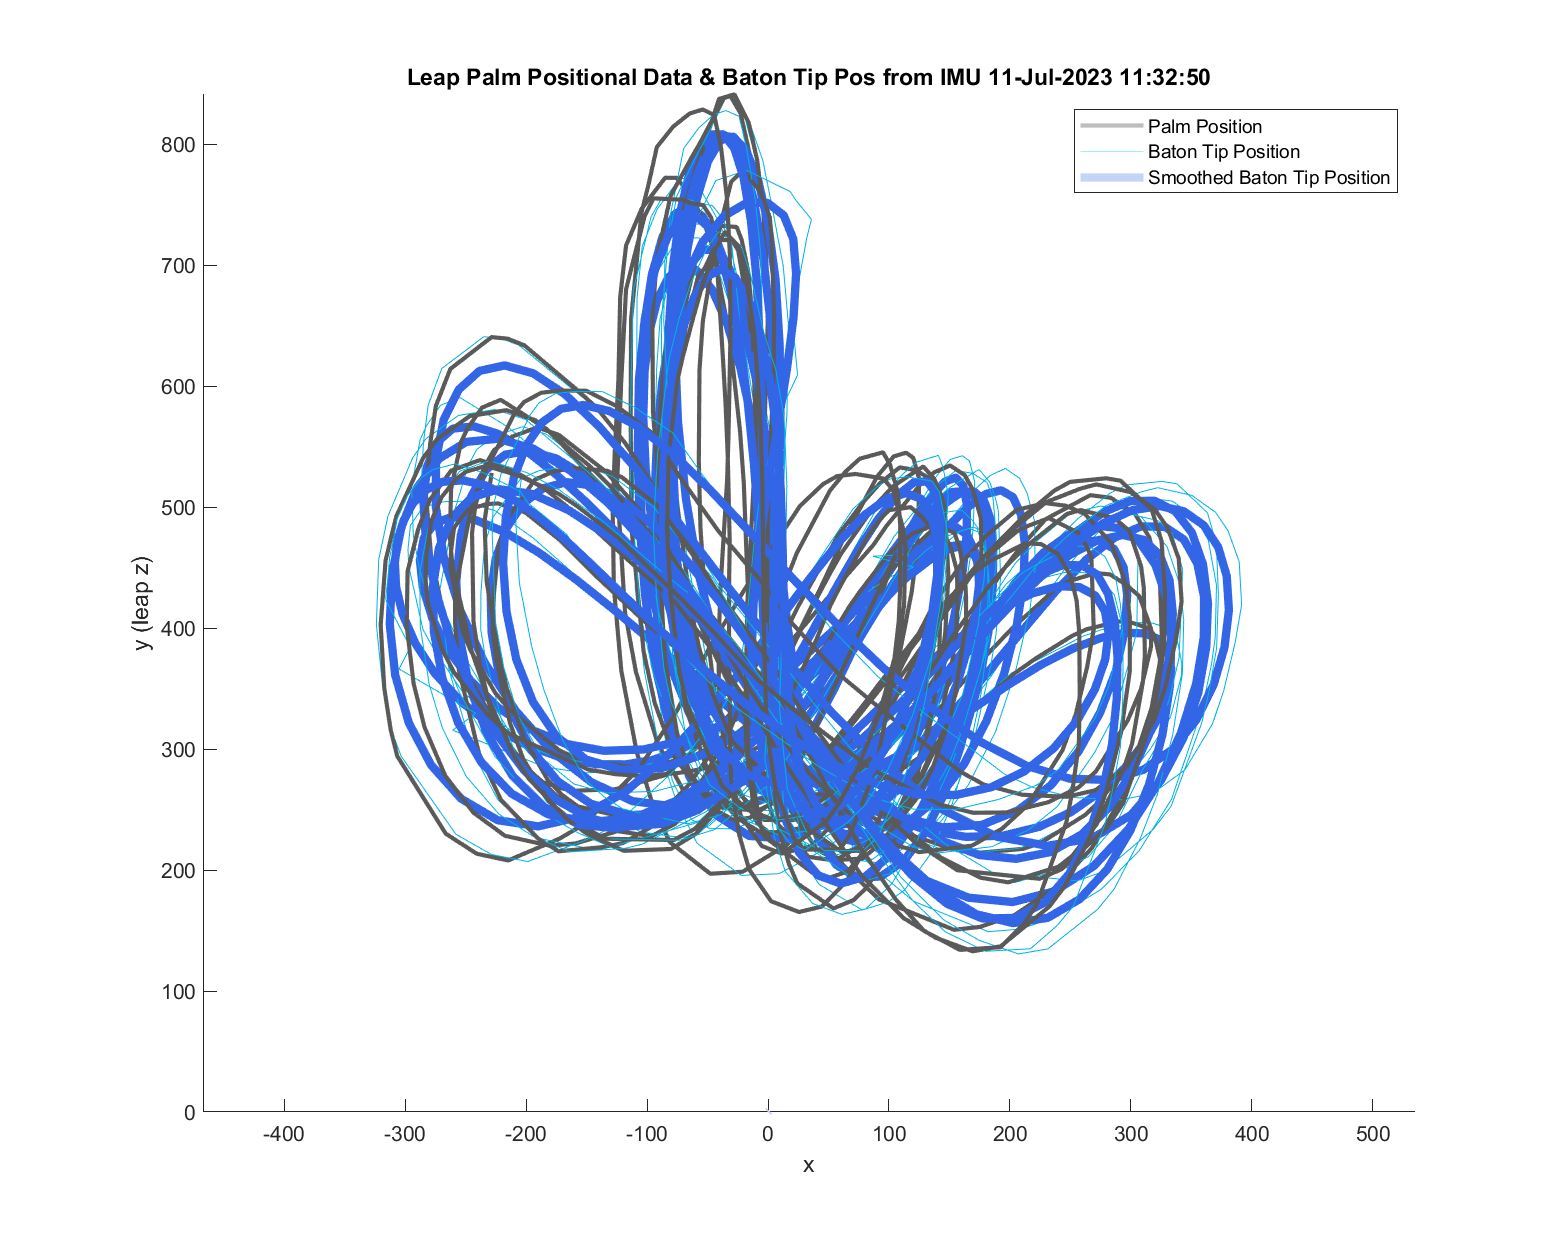 Leap Palm Positional Data & Baton Tip Pos from IMU 11-Jul-2023 11:32:50
Palm Position
Baton Tip Position
Smoothed Baton Tip Position
800
700
600
500
400
300
200
100
0
y (leap z)
-400 -300 -200 -100 0 100 200 300 400 500
x